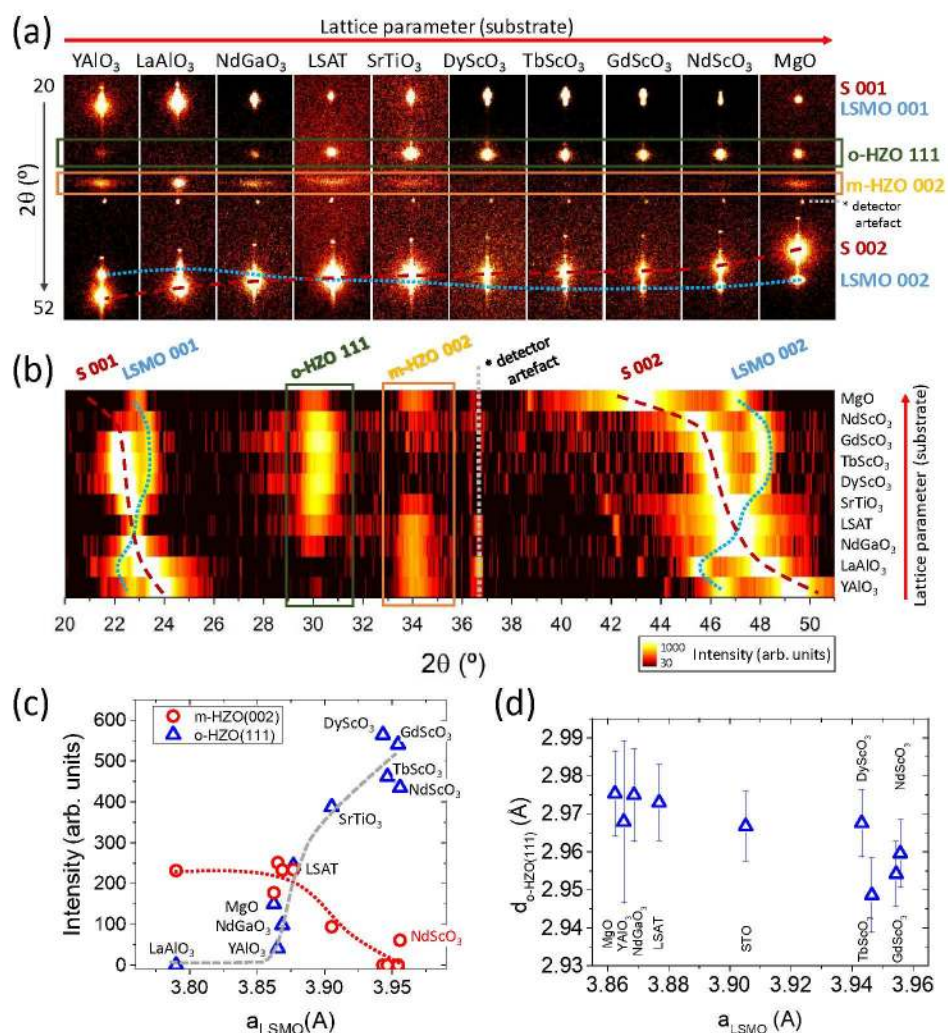 (a)
Lattice parameter (substrate)
YAlO₃ LaAlO₃ NdGaO₃ LSAT SrTiO₃ DyScO₃ TbScO₃ GdScO₃ NdScO₃ MgO
20
2θ (º)
52
S 001
LSMO 001
o-HZO 111
m-HZO 002
* detector
artefact
S 002
LSMO 002
(b)
S 001
LSMO 001
o-HZO 111
m-HZO 002
* detector
artefact
S 002
LSMO 002
MgO
NdScO₃
GdScO₃
TbScO₃
DyScO₃
SrTiO₃
LSAT
NdGaO₃
LaAlO₃
YAlO₃
Lattice parameter (substrate)
20 22 24 26 28 30 32 34 36 38 40 42 44 46 48 50
2θ (º)
1000
30
Intensity (arb. units)
(c)
m-HZO(002)
o-HZO(111)
Intensity (arb. units)
600
500
400
300
200
100
0
DyScO₃
GdScO₃
TbScO₃
NdScO₃
SrTiO₃
LSAT
MgO
NdGaO₃
YAlO₃
LaAlO₃
NdScO₃
3.80 3.85 3.90 3.95
a LSMO (A)
(d)
d o-HZO(111) (Å)
2.99
2.98
2.97
2.96
2.95
2.94
2.93
MgO
YAlO₃
NdGaO₃
LSAT
STO
DyScO₃
TbScO₃
GdScO₃
NdScO₃
3.86 3.88 3.90 3.92 3.94 3.96
a LSMO (Å)